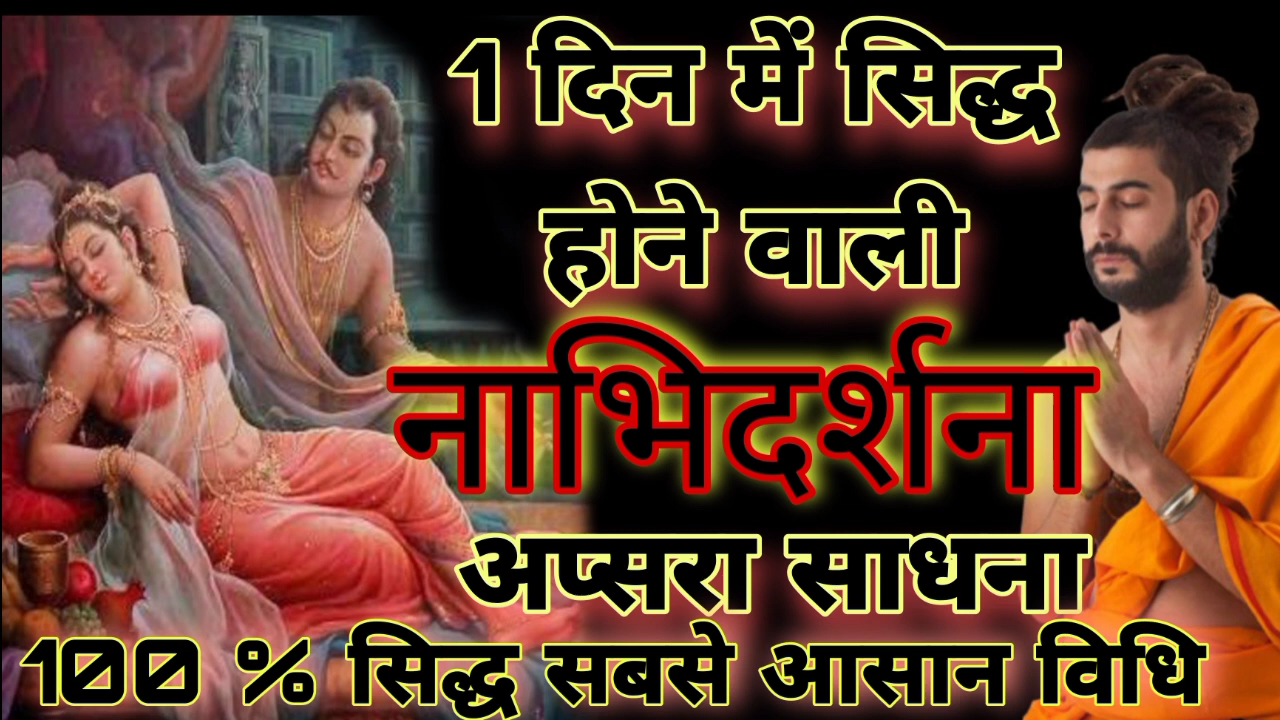 1 दिन में सिद्ध
होने वाली
नाभिदर्शना
अप्सरा साधना
100 % सिद्ध सबसे आसान विधि